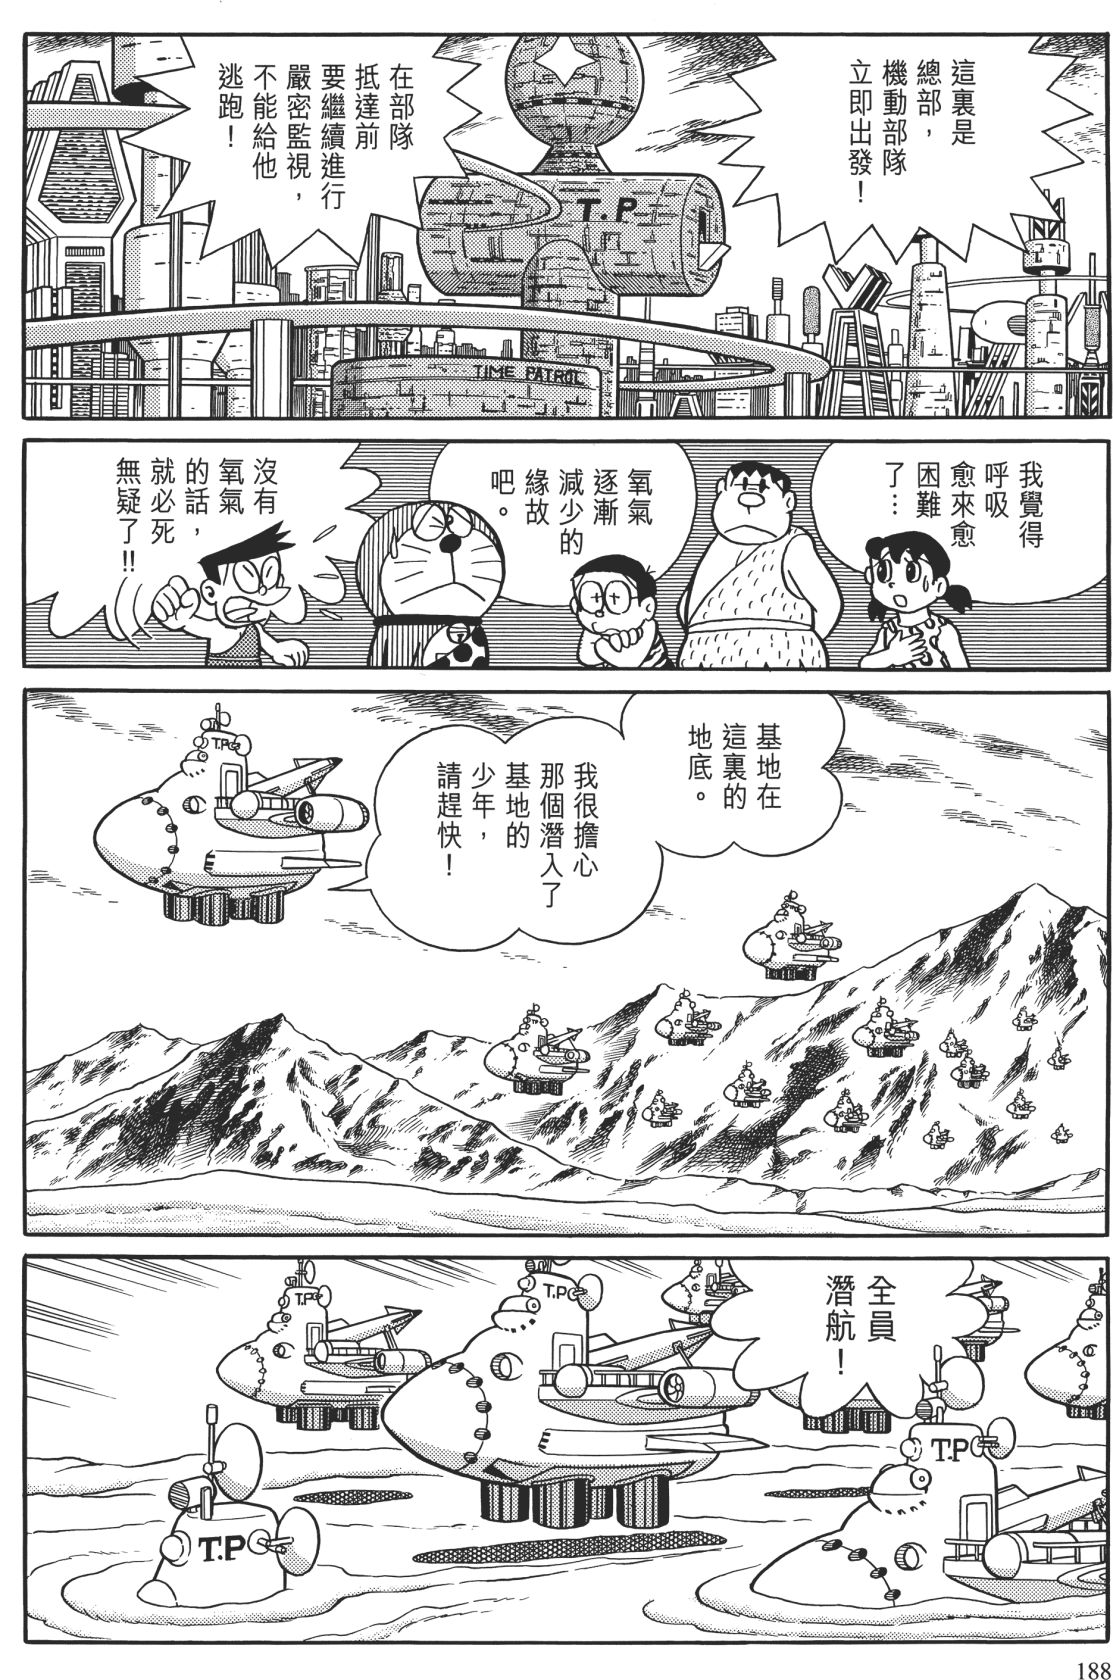 這裏是
總部，
機動部隊
立即出發！
在部隊
抵達前
要繼續進行
嚴密監視，
不能給他
逃跑！
T.P
TIME PATROL
我覺得
呼吸
愈來愈
困難
了…
氧氣
逐漸
減少的
緣故
吧。
沒有
氧氣
的話，
就必死
無疑了!!
基地在
這裏的
地底。
我很擔心
那個潛入了
基地的
少年，
請趕快！
T.P
全員
潛航！
T.P
T.P
T.P
T.P
188